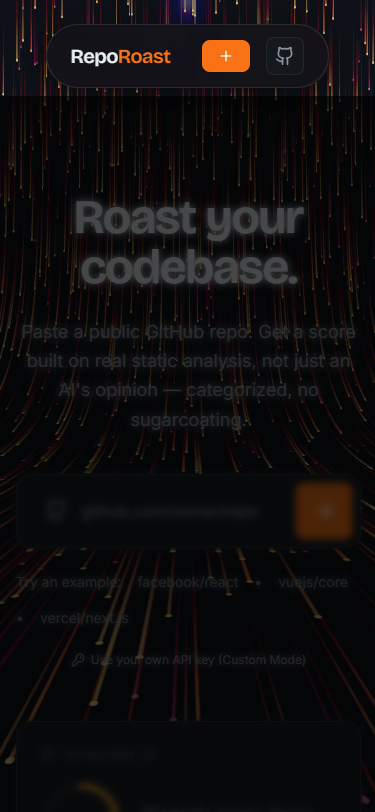 RepoRoast
Roast your
codebase.
Paste a public GitHub repo. Get a score
built on real static analysis, not just an
AI's opinion — categorized, no
sugarcoating.
github.com/owner/repo
Try an example: facebook/react • vuejs/core
• vercel/next.js
Use your own API key (Custom Mode)